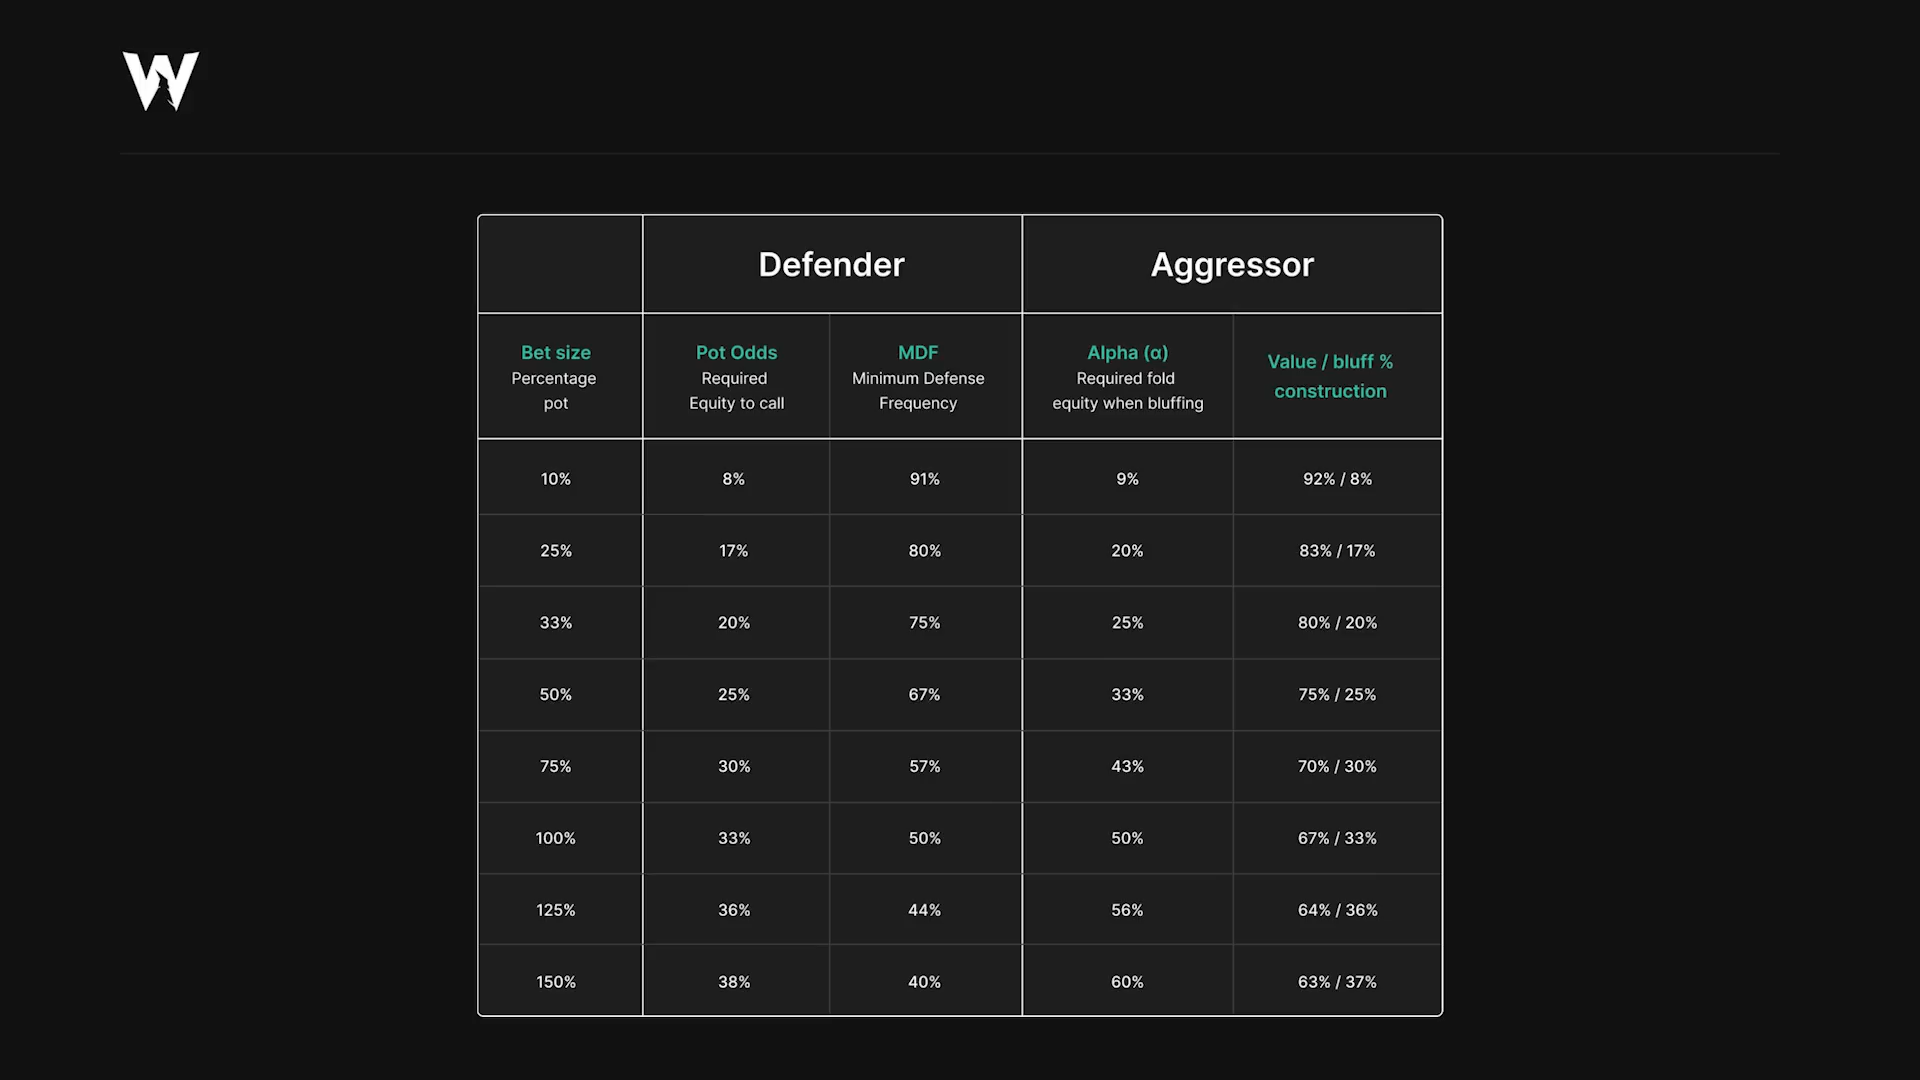 W
Defender Aggressor
Bet size Pot Odds MDF Alpha (α) Value / bluff %
Percentage Required Minimum Defense Required fold construction
pot Equity to call Frequency equity when bluffing
10% 8% 91% 9% 92% / 8%
25% 17% 80% 20% 83% / 17%
33% 20% 75% 25% 80% / 20%
50% 25% 67% 33% 75% / 25%
75% 30% 57% 43% 70% / 30%
100% 33% 50% 50% 67% / 33%
125% 36% 44% 56% 64% / 36%
150% 38% 40% 60% 63% / 37%